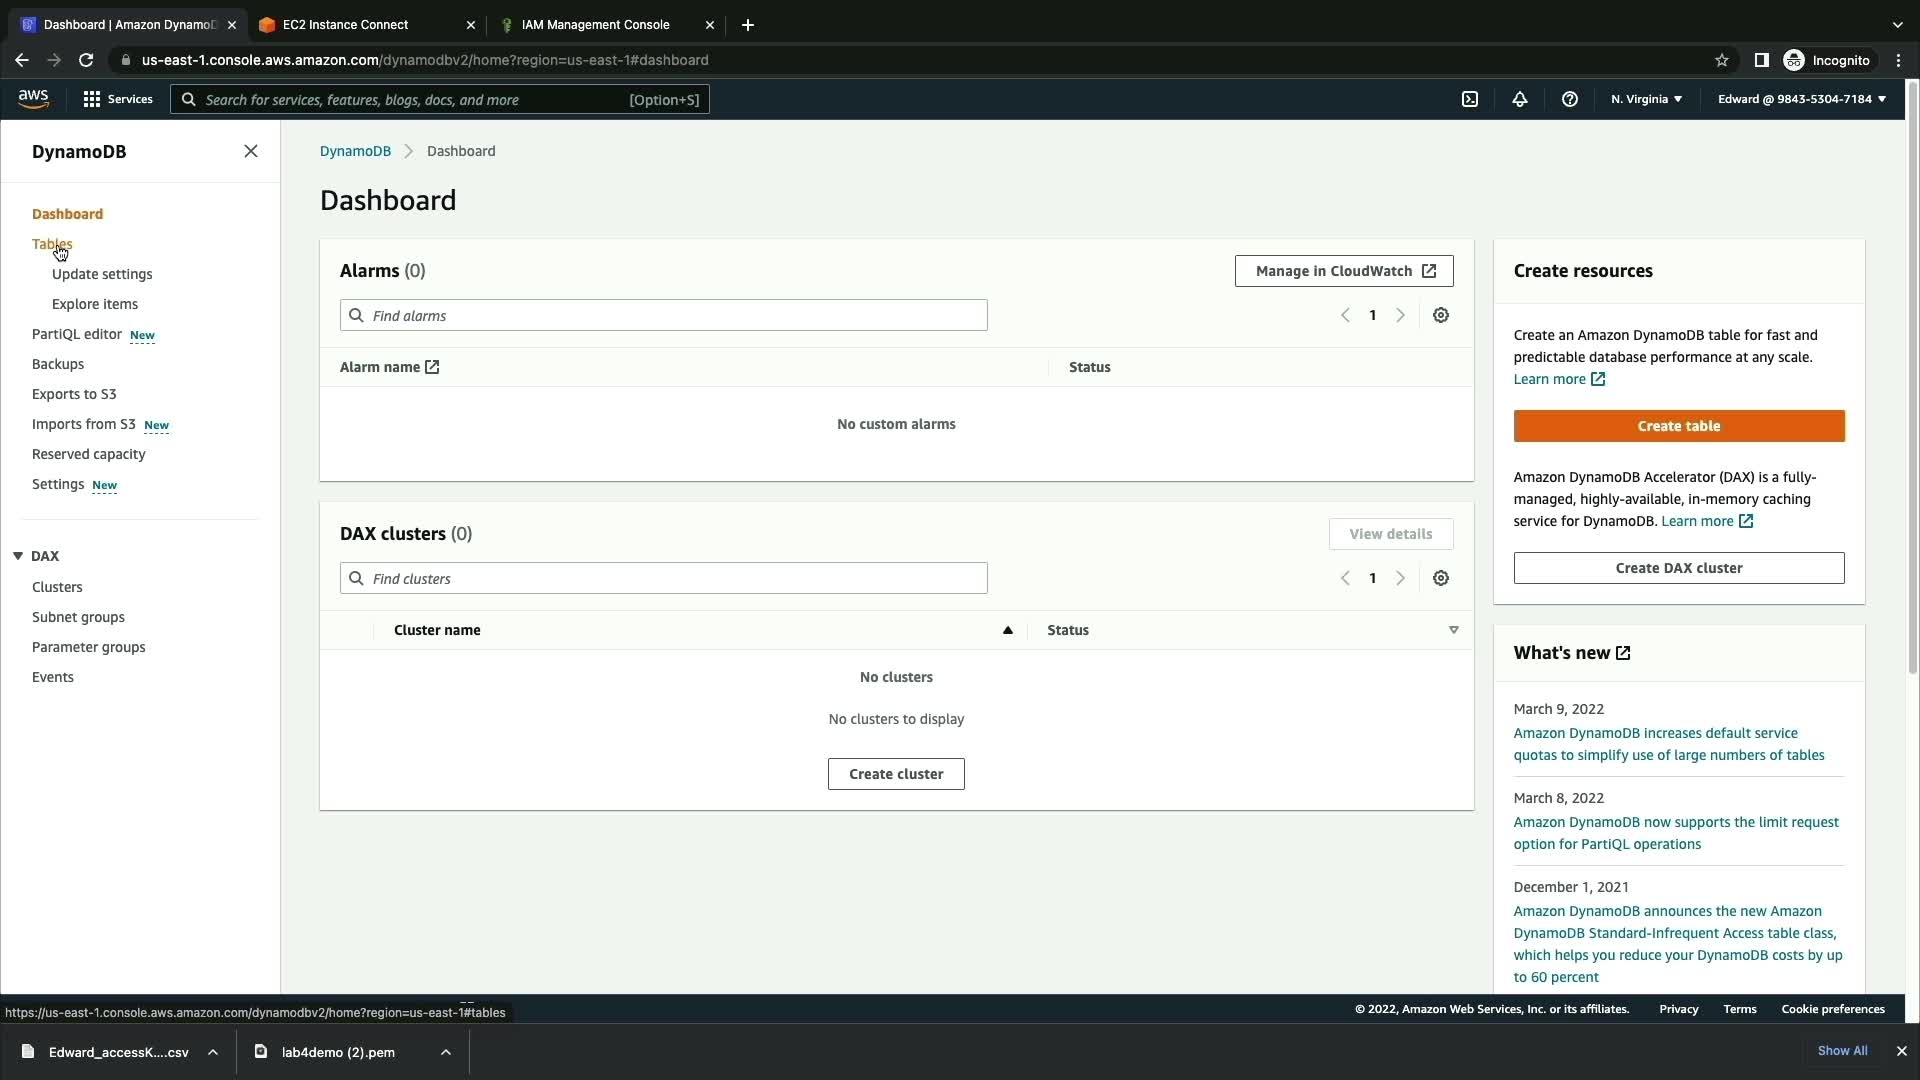 Dashboard | Amazon DynamoD
EC2 Instance Connect
IAM Management Console
us-east-1.console.aws.amazon.com/dynamodbv2/home?region=us-east-1#dashboard
Incognito
aws
Services
Search for services, features, blogs, docs, and more
[Option+S]
N. Virginia
Edward @ 9843-5304-7184
DynamoDB
Dashboard
Tables
Update settings
Explore items
PartiQL editor New
Backups
Exports to S3
Imports from S3 New
Reserved capacity
Settings New
DAX
Clusters
Subnet groups
Parameter groups
Events
DynamoDB
Dashboard
Dashboard
Alarms (0)
Manage in CloudWatch
Find alarms
1
Alarm name
Status
No custom alarms
DAX clusters (0)
View details
Find clusters
1
Cluster name
Status
No clusters
No clusters to display
Create cluster
Create resources
Create an Amazon DynamoDB table for fast and
predictable database performance at any scale.
Learn more
Create table
Amazon DynamoDB Accelerator (DAX) is a fully-
managed, highly-available, in-memory caching
service for DynamoDB. Learn more
Create DAX cluster
What's new
March 9, 2022
Amazon DynamoDB increases default service
quotas to simplify use of large numbers of tables
March 8, 2022
Amazon DynamoDB now supports the limit request
option for PartiQL operations
December 1, 2021
Amazon DynamoDB announces the new Amazon
DynamoDB Standard-Infrequent Access table class,
which helps you reduce your DynamoDB costs by up
to 60 percent
https://us-east-1.console.aws.amazon.com/dynamodbv2/home?region=us-east-1#tables
© 2022, Amazon Web Services, Inc. or its affiliates.
Privacy
Terms
Cookie preferences
Edward_accessK....csv
lab4demo (2).pem
Show All